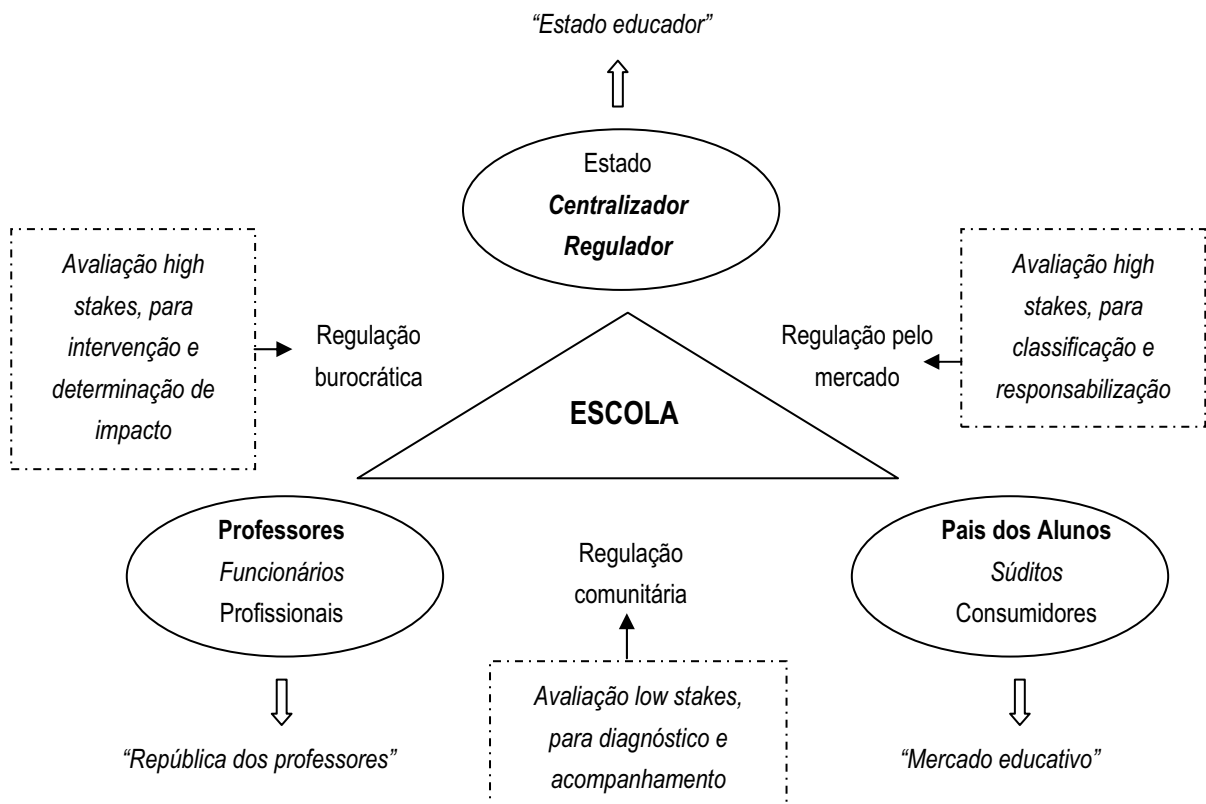 “Estado educador”
Estado
Centralizador
Regulador
Avaliação high
stakes, para
intervenção e
determinação de
impacto
Regulação
burocrática
Regulação pelo
mercado
Avaliação high
stakes, para
classificação e
responsabilização
ESCOLA
Professores
Funcionários
Profissionais
Regulação
comunitária
Pais dos Alunos
Súditos
Consumidores
“República dos professores”
Avaliação low stakes,
para diagnóstico e
acompanhamento
“Mercado educativo”